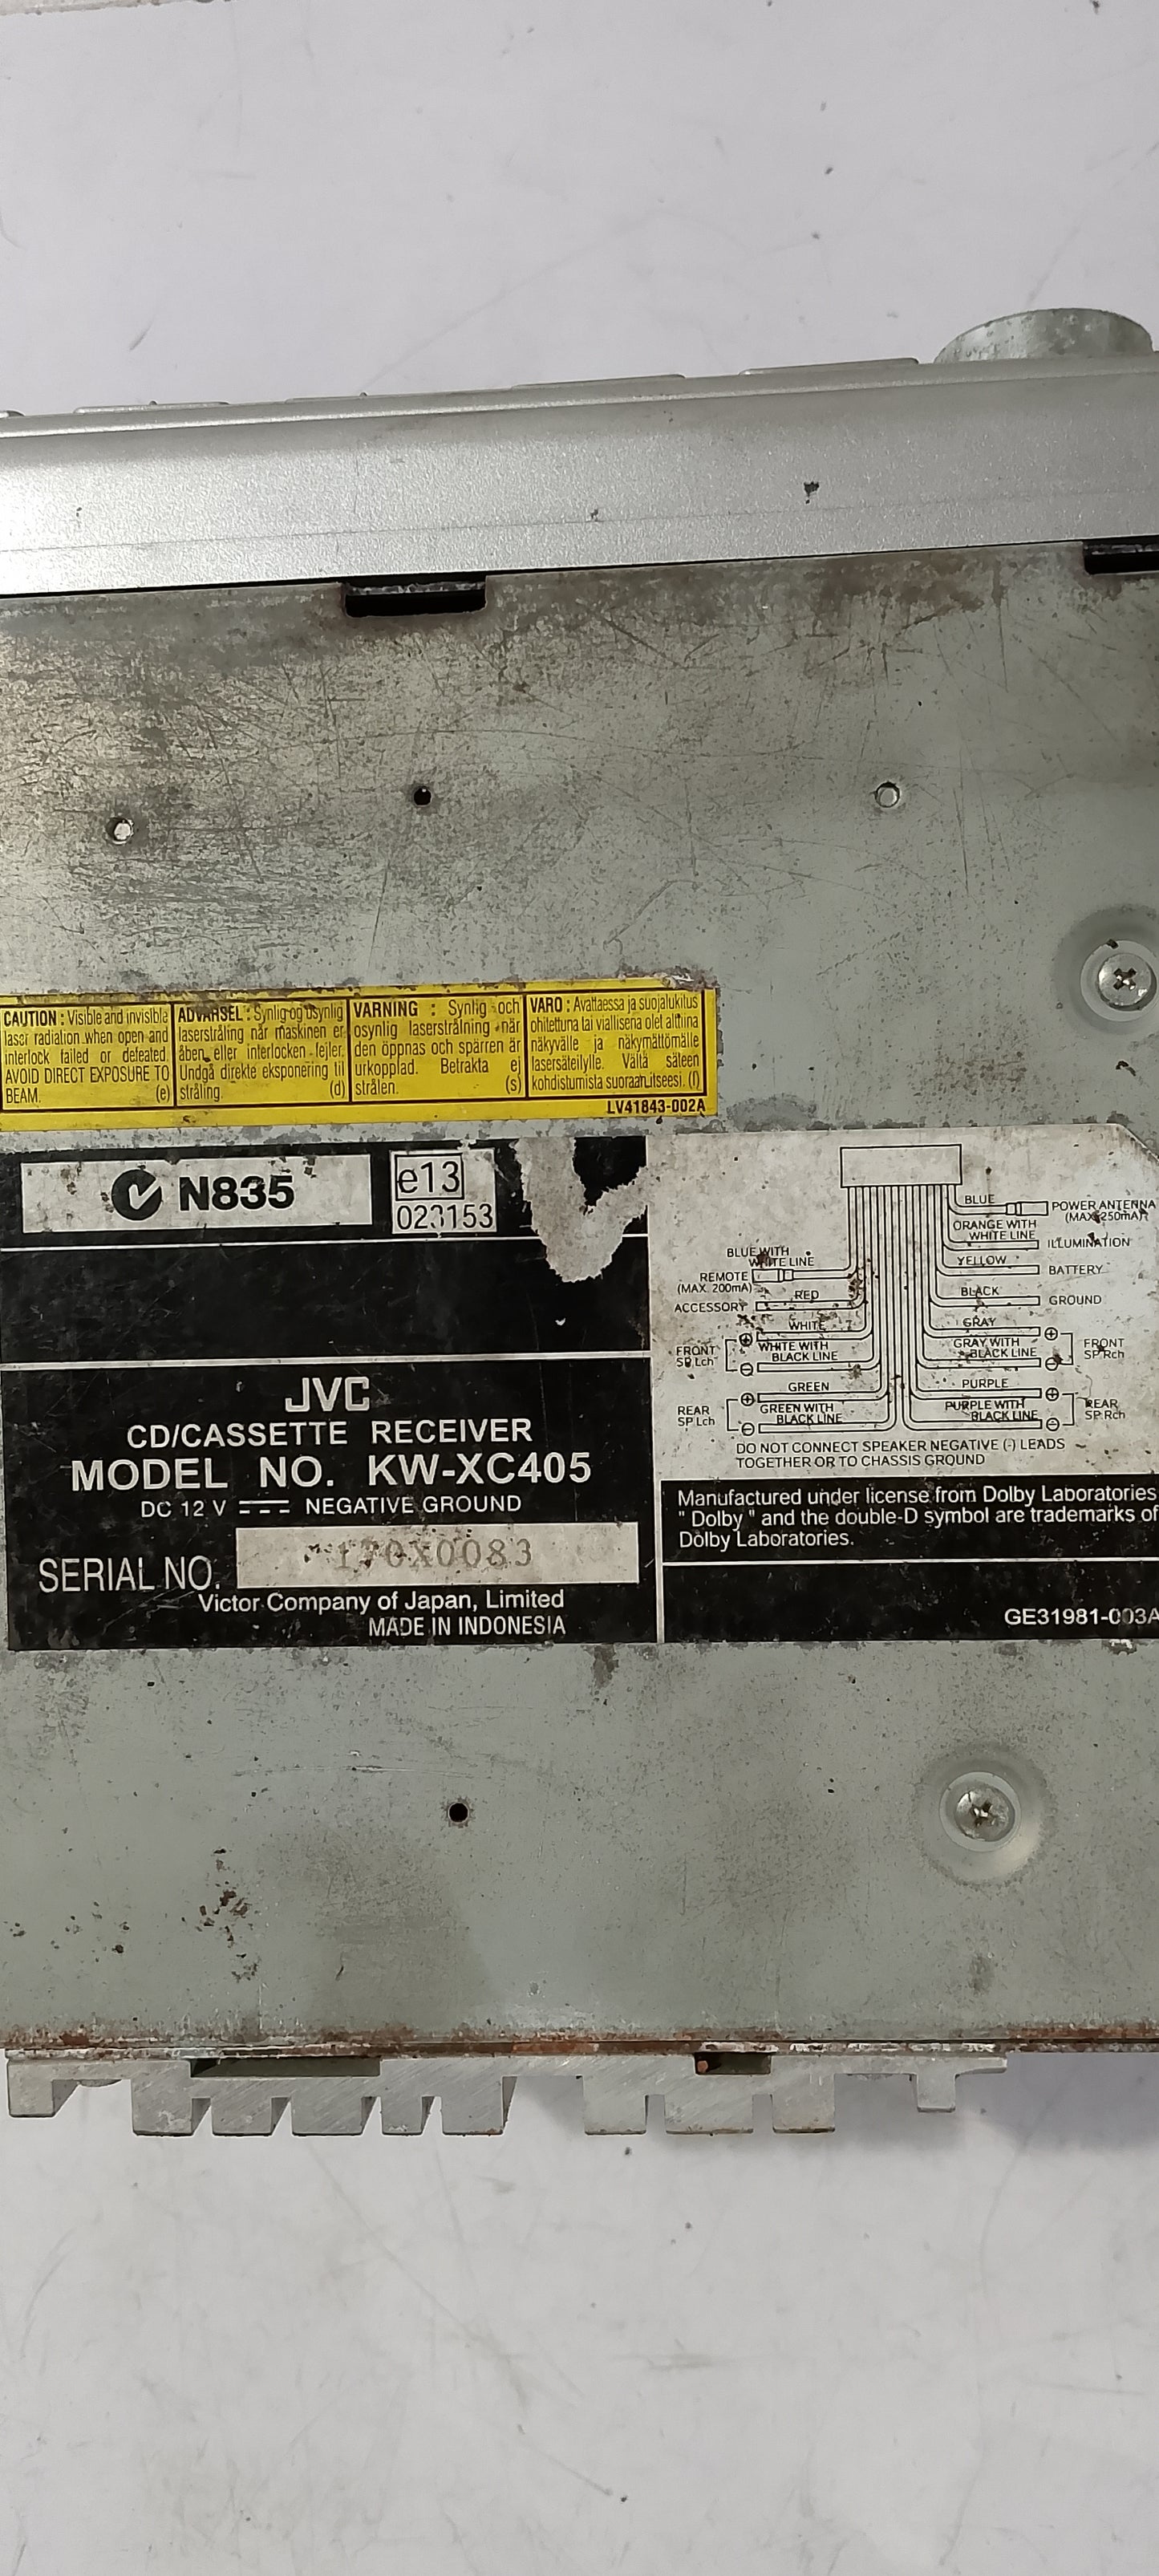 CAUTION : Visible and invisible
laser radiation when open and
interlock failed or defeated.
AVOID DIRECT EXPOSURE TO
BEAM. (e)
ADVARSEL : Synlig og usynlig
laserstråling når maskinen er
åben eller interlocken fejler.
Undgå direkte eksponering til
stråling. (d)
VARNING : Synlig och
osynlig laserstrålning när
den öppnas och spärren är
urkopplad. Betrakta ej
strålen. (s)
VARO : Avattaessa ja suojalukitus
ohitettuna tai viallisena olet alttiina
näkyvälle ja näkymättömälle
lasersäteilylle. Vältä säteen
kohdistumista suoraan itseesi. (f)
LV41843-002A
N835
e13
023153
JVC
CD/CASSETTE RECEIVER
MODEL NO. KW-XC405
DC 12 V NEGATIVE GROUND
SERIAL NO. 170X0083
Victor Company of Japan, Limited
MADE IN INDONESIA
BLUE
POWER ANTENNA
(MAX. 250mA)
ORANGE WITH
WHITE LINE
ILLUMINATION
YELLOW
BATTERY
BLACK
GROUND
GRAY
GRAY WITH
BLACK LINE
FRONT
SP.Rch
PURPLE
PURPLE WITH
BLACK LINE
REAR
SP.Rch
BLUE WITH
WHITE LINE
REMOTE
(MAX. 200mA)
RED
ACCESSORY
WHITE
WHITE WITH
BLACK LINE
FRONT
SP.Lch
GREEN
GREEN WITH
BLACK LINE
REAR
SP.Lch
DO NOT CONNECT SPEAKER NEGATIVE (-) LEADS
TOGETHER OR TO CHASSIS GROUND
Manufactured under license from Dolby Laboratories
" Dolby " and the double-D symbol are trademarks of
Dolby Laboratories.
GE31981-003A